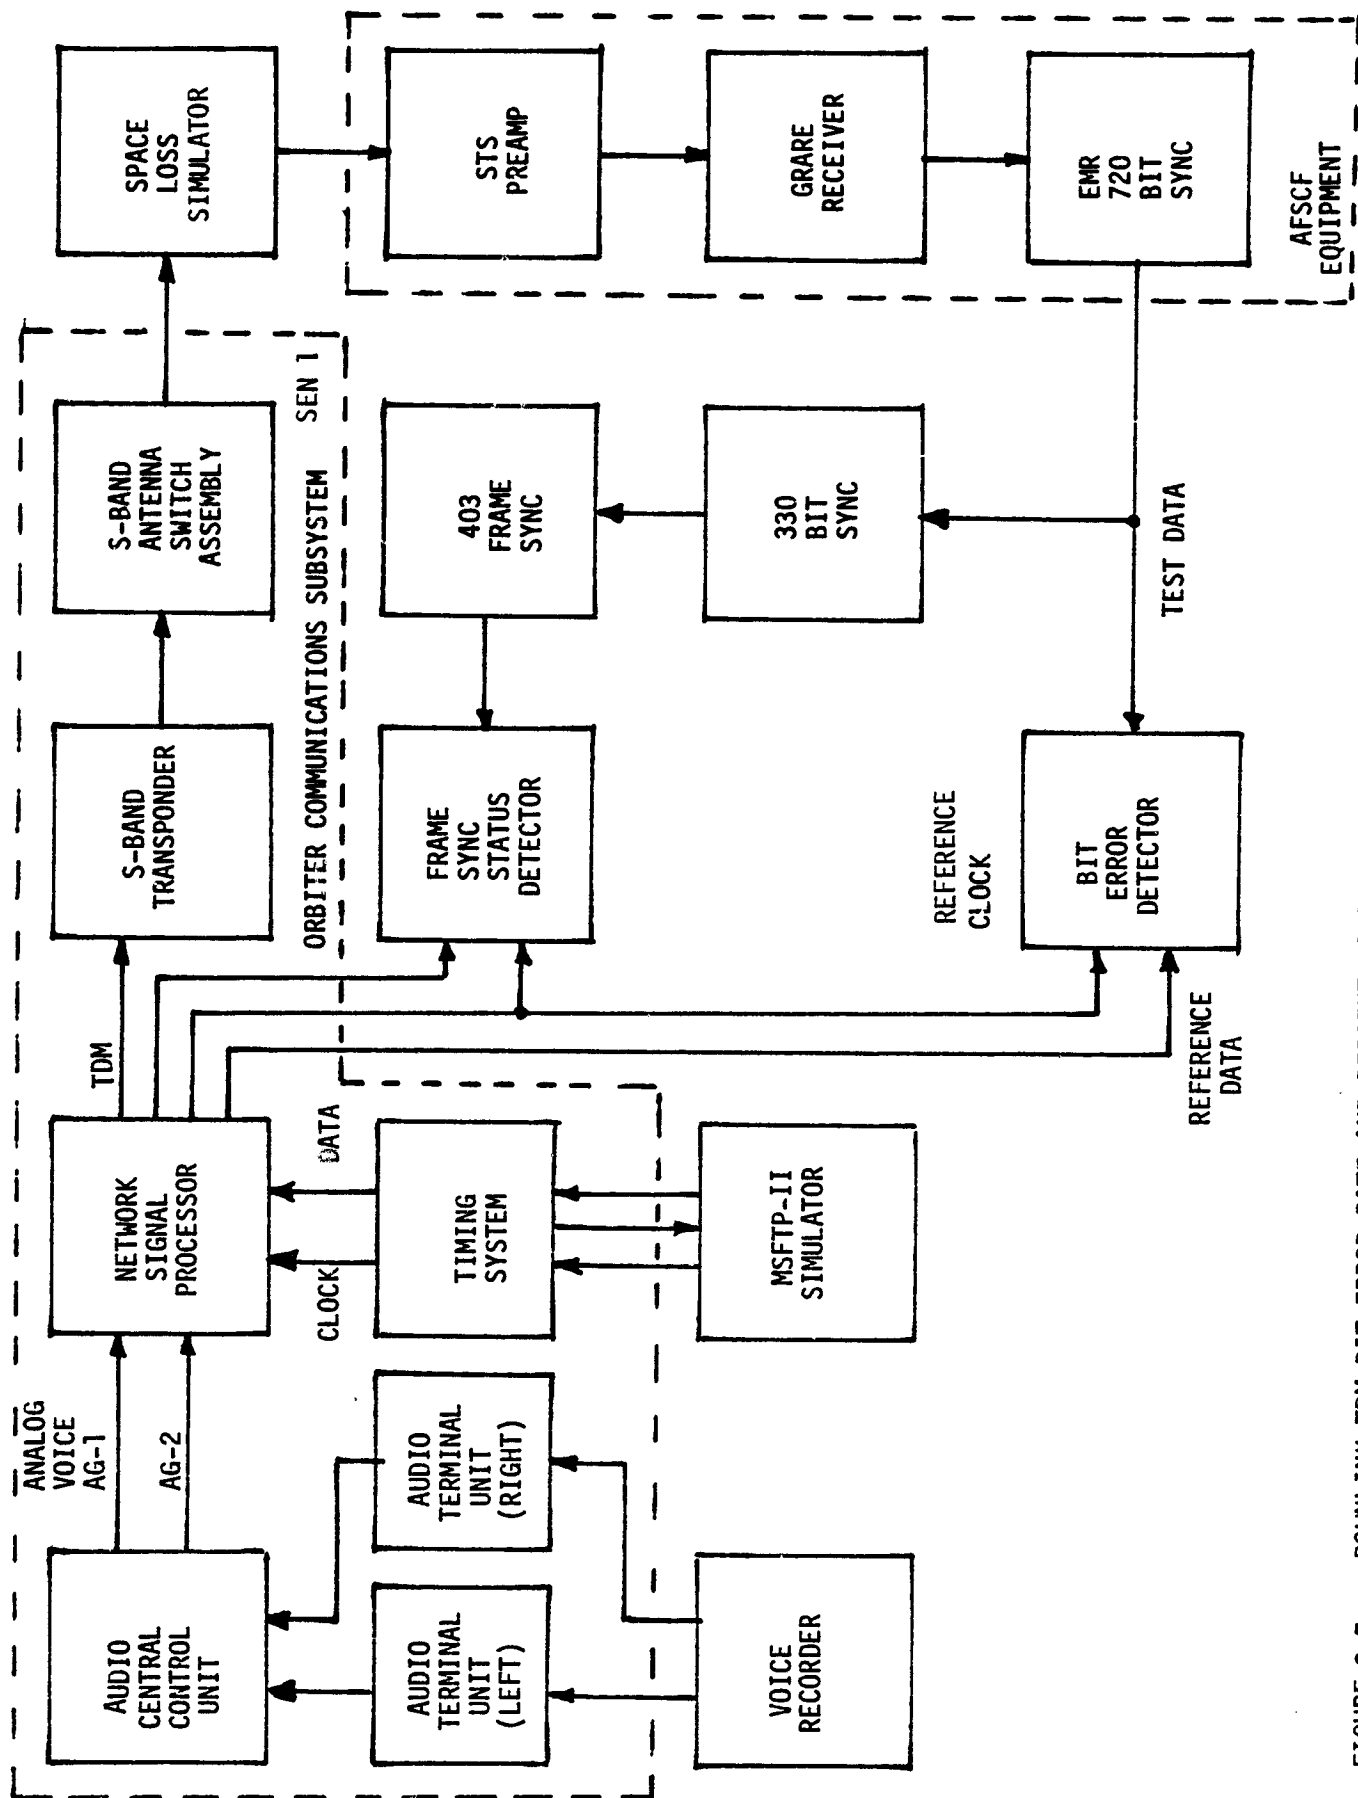 ANALOG
VOICE
AG-1
AG-2
TDM
AUDIO
CENTRAL
CONTROL
UNIT
NETWORK
SIGNAL
PROCESSOR
S-BAND
TRANSPONDER
S-BAND
ANTENNA
SWITCH
ASSEMBLY
SPACE
LOSS
SIMULATOR
CLOCK
DATA
ORBITER COMMUNICATIONS SUBSYSTEM SEN 1
AUDIO
TERMINAL
UNIT
(LEFT)
AUDIO
TERMINAL
UNIT
(RIGHT)
TIMING
SYSTEM
FRAME
SYNC
STATUS
DETECTOR
403
FRAME
SYNC
STS
PREAMP
VOICE
RECORDER
MSFTP-II
SIMULATOR
330
BIT
SYNC
GRARE
RECEIVER
REFERENCE
CLOCK
BIT
ERROR
DETECTOR
TEST DATA
EMR
720
BIT
SYNC
REFERENCE
DATA
AFSCF
EQUIPMENT